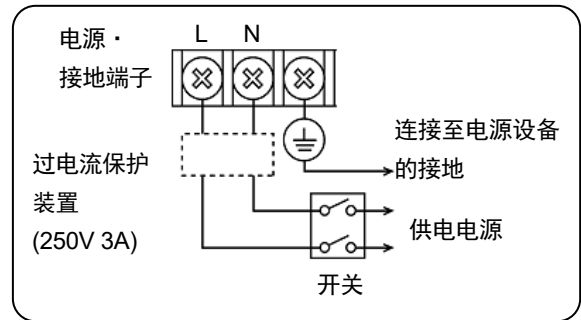 电源・
接地端子
L N
过电流保护
装置
(250V 3A)
连接至电源设备
的接地
供电电源
开关